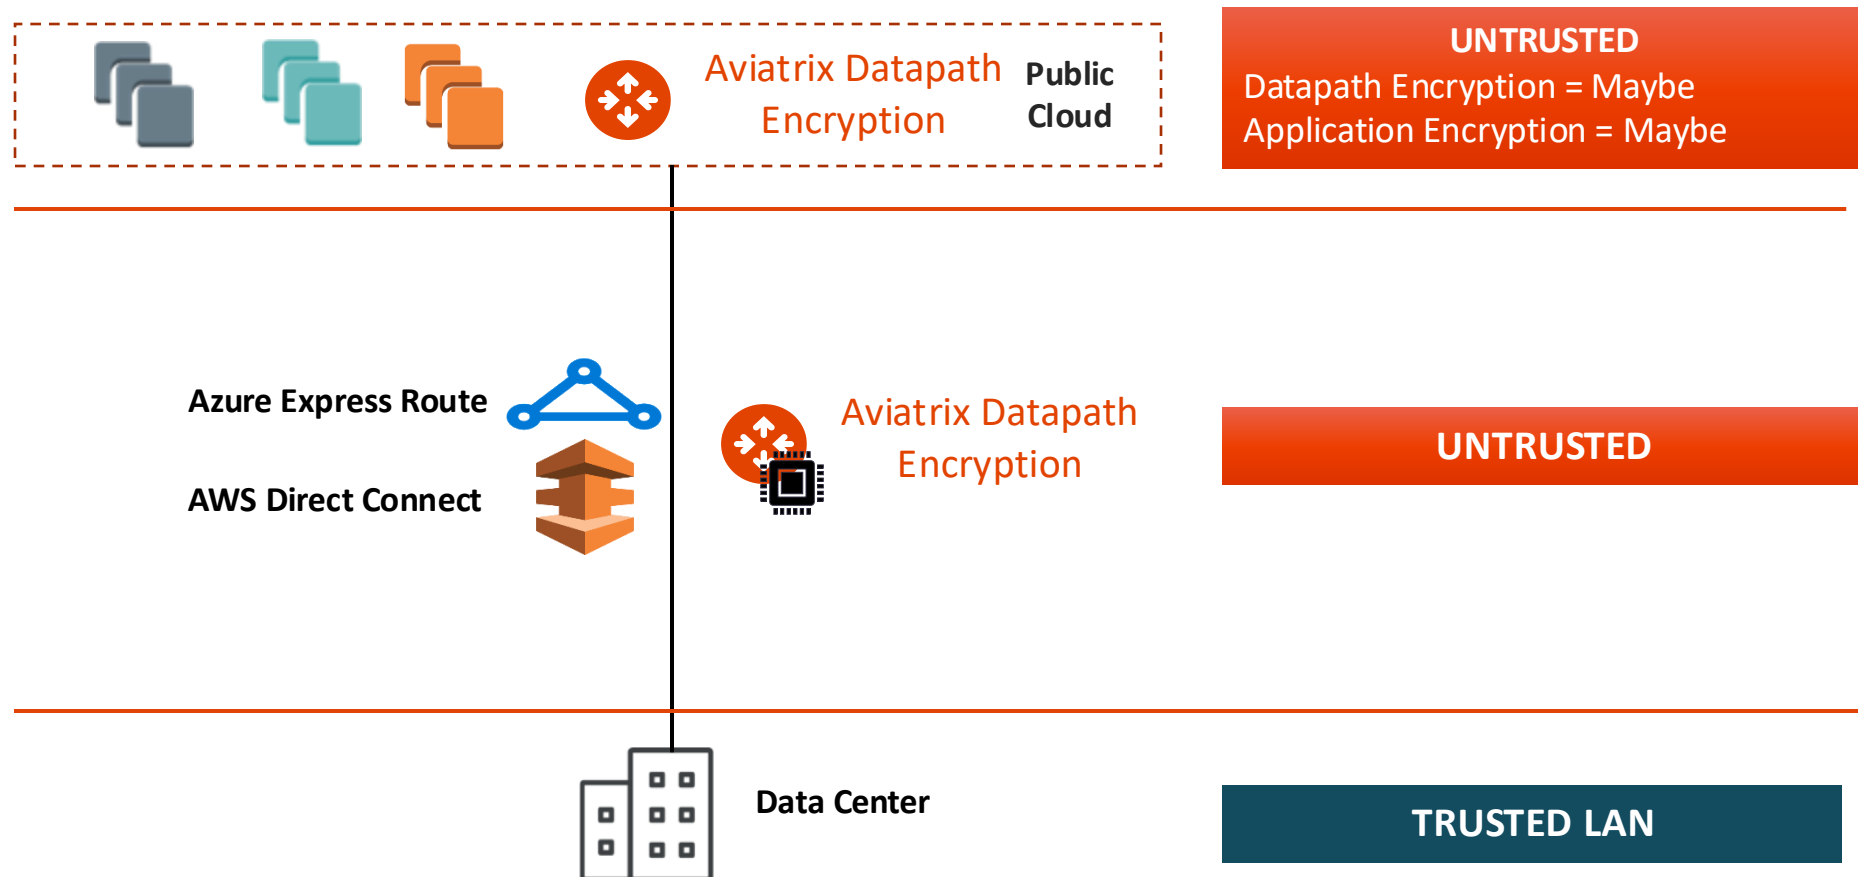 Aviatrix Datapath
Encryption
Public
Cloud
UNTRUSTED
Datapath Encryption = Maybe
Application Encryption = Maybe
Azure Express Route
AWS Direct Connect
Aviatrix Datapath
Encryption
UNTRUSTED
Data Center
TRUSTED LAN